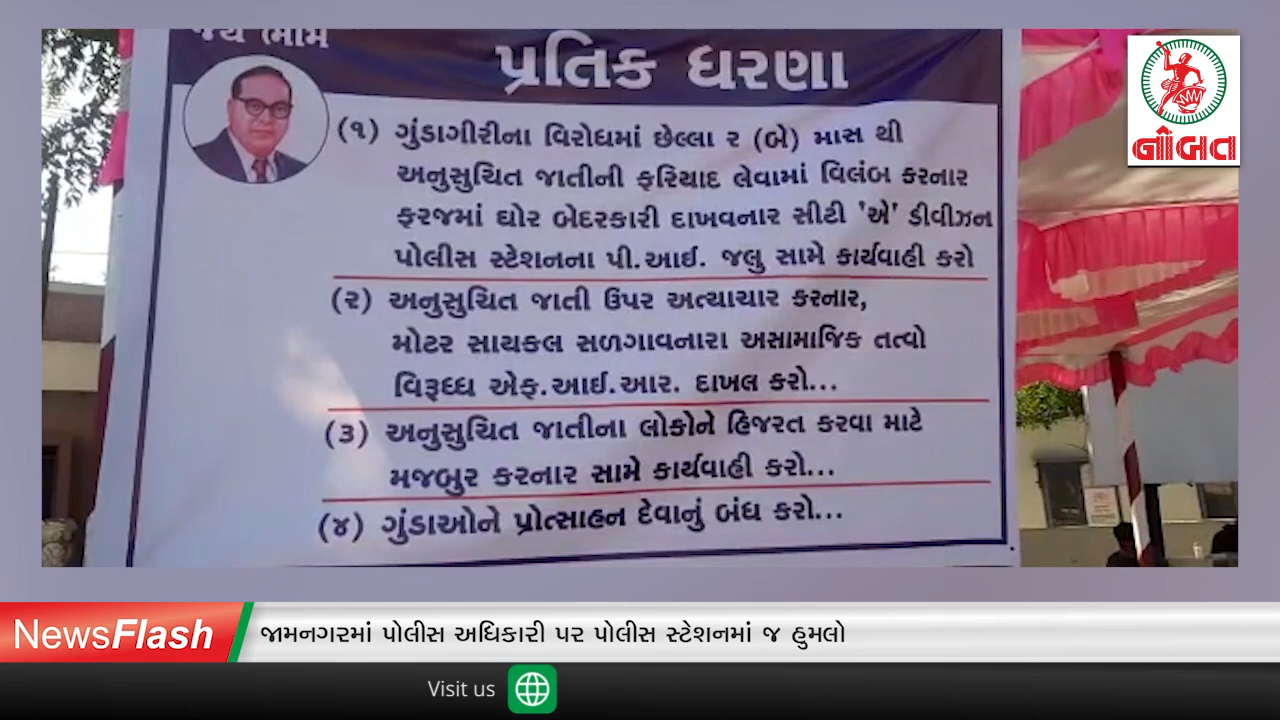 જય ભીમ
પ્રતિક ધરણા
(૧) ગુંડાગીરીના વિરોધમાં છેલ્લા ૨ (બે) માસ થી
અનુસુચિત જાતીની ફરિયાદ લેવામાં વિલંબ કરનાર
ફરજમાં ઘોર બેદરકારી દાખવનાર સીટી 'એ' ડીવીઝન
પોલીસ સ્ટેશનના પી.આઈ. જલુ સામે કાર્યવાહી કરો
(૨) અનુસુચિત જાતી ઉપર અત્યાચાર કરનાર,
મોટર સાયકલ સળગાવનારા અસામાજિક તત્વો
વિરૂધ્ધ એફ.આઈ.આર. દાખલ કરો...
(૩) અનુસુચિત જાતીના લોકોને હિજરત કરવા માટે
મજબુર કરનાર સામે કાર્યવાહી કરો...
(૪) ગુંડાઓને પ્રોત્સાહન દેવાનું બંધ કરો...
NW
નૌબત
NewsFlash
જામનગરમાં પોલીસ અધિકારી પર પોલીસ સ્ટેશનમાં જ હુમલો
Visit us